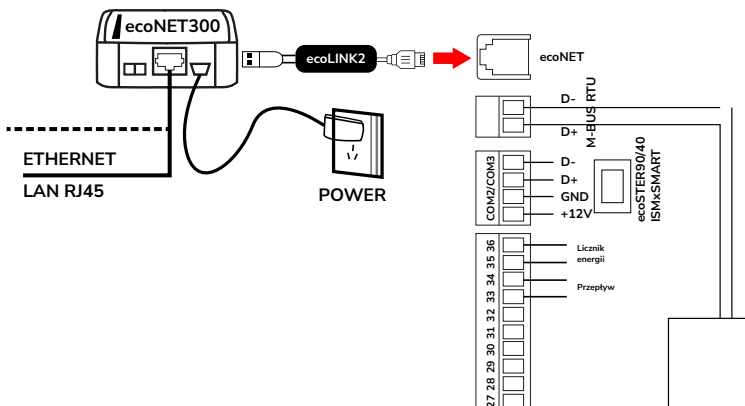 ecoNET300
ecoLINK2
ecoNET
ETHERNET
LAN RJ45
POWER
D-
D+
M-BUS RTU
COM2/COM3
D-
D+
GND
+12V
ecoSTER90/40
ISMxSMART
36
35
34
33
32
31
30
29
28
27
Licznik
energii
Przepływ